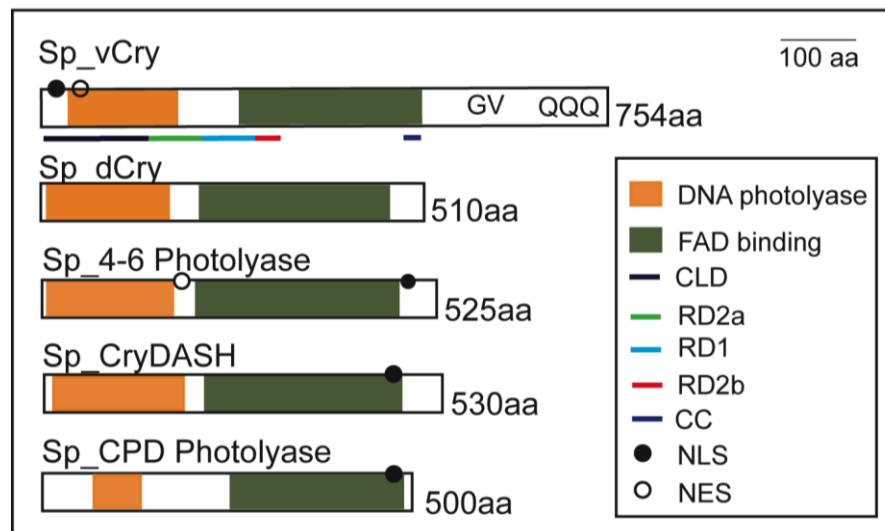 Sp_vCry
100 aa
GV QQQ
754aa
Sp_dCry
510aa
Sp_4-6 Photolyase
525aa
Sp_CryDASH
530aa
Sp_CPD Photolyase
500aa
DNA photolyase
FAD binding
CLD
RD2a
RD1
RD2b
CC
NLS
NES